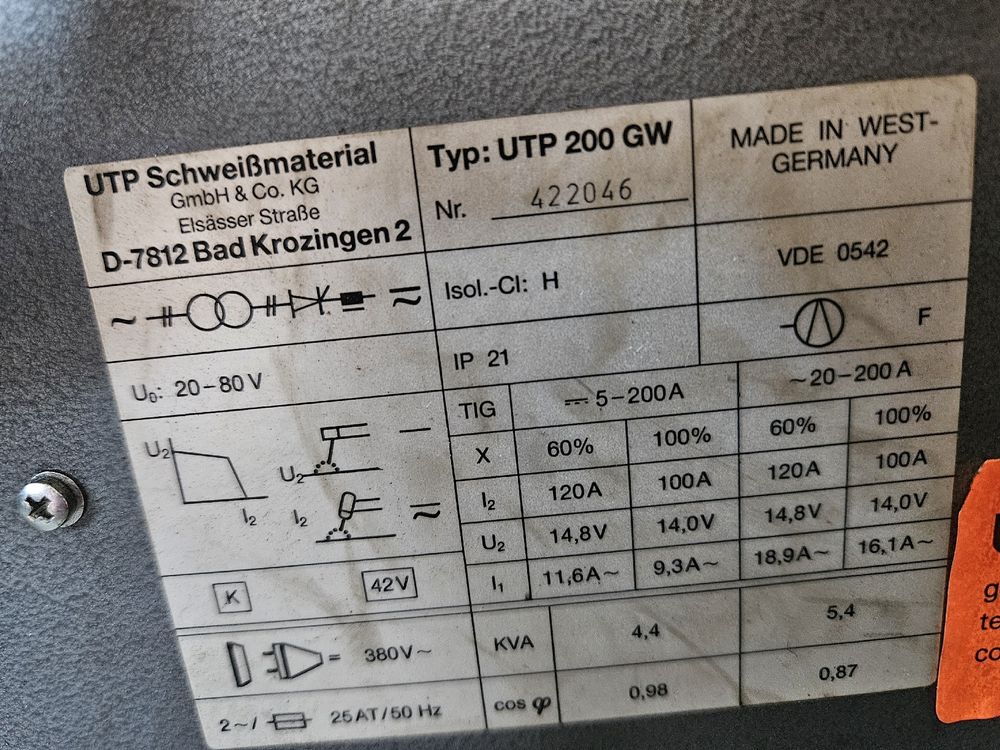 UTP Schweißmaterial
GmbH & Co. KG
Elsässer Straße
D-7812 Bad Krozingen 2
Typ: UTP 200 GW
Nr. 422046
MADE IN WEST-
GERMANY
Isol.-Cl: H
VDE 0542
F
U₀: 20-80 V
IP 21
TIG
5-200A
~20-200 A
X 60% 100% 60% 100%
I₂ 120A 100A 120A 100A
U₂ 14,8V 14,0V 14,8V 14,0V
I₁ 11,6A~ 9,3A~ 18,9A~ 16,1A~
U₂
I₂
U₂
I₂
K 42V
= 380V~
KVA 4,4 5,4
2~/ 25AT/50 Hz
cos φ 0,98 0,87